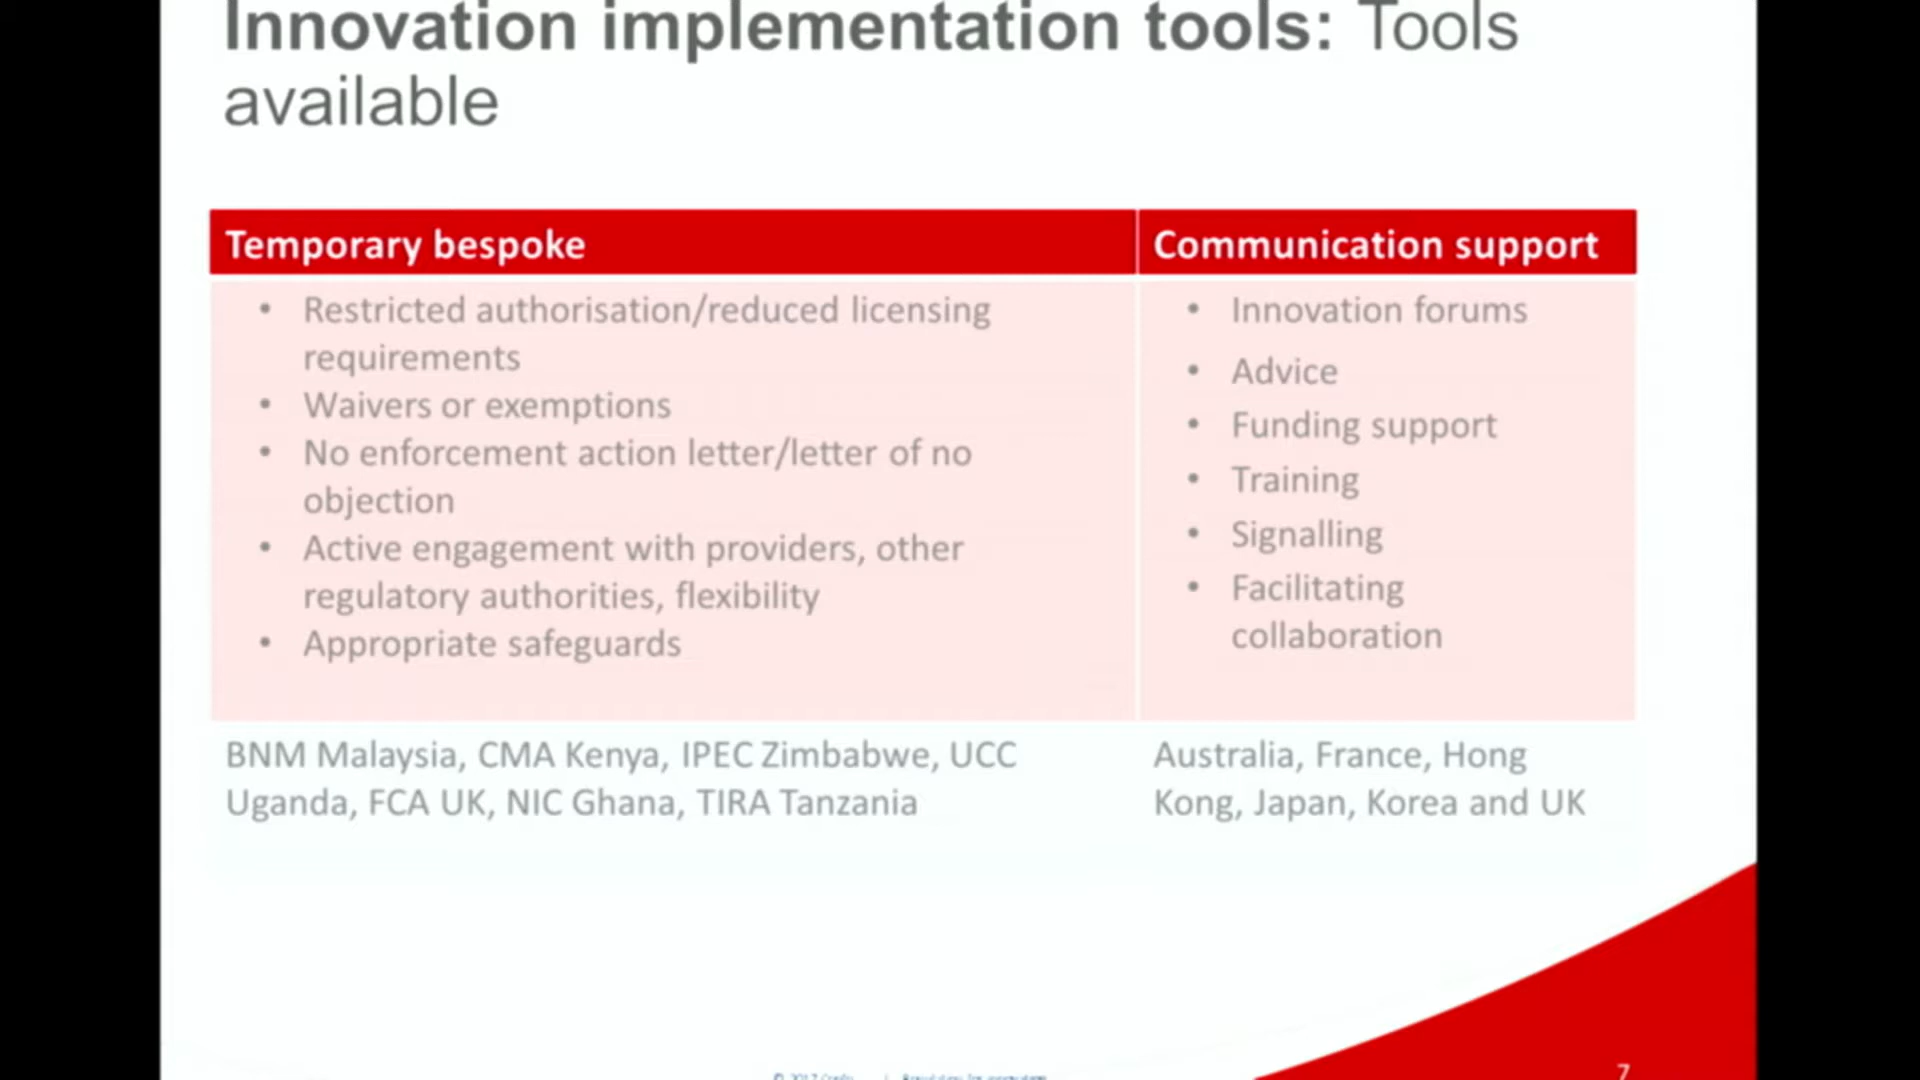 Innovation implementation tools: Tools
available
Temporary bespoke
Communication support
• Restricted authorisation/reduced licensing
requirements
• Waivers or exemptions
• No enforcement action letter/letter of no
objection
• Active engagement with providers, other
regulatory authorities, flexibility
• Appropriate safeguards
• Innovation forums
• Advice
• Funding support
• Training
• Signalling
• Facilitating
collaboration
BNM Malaysia, CMA Kenya, IPEC Zimbabwe, UCC
Uganda, FCA UK, NIC Ghana, TIRA Tanzania
Australia, France, Hong
Kong, Japan, Korea and UK
7